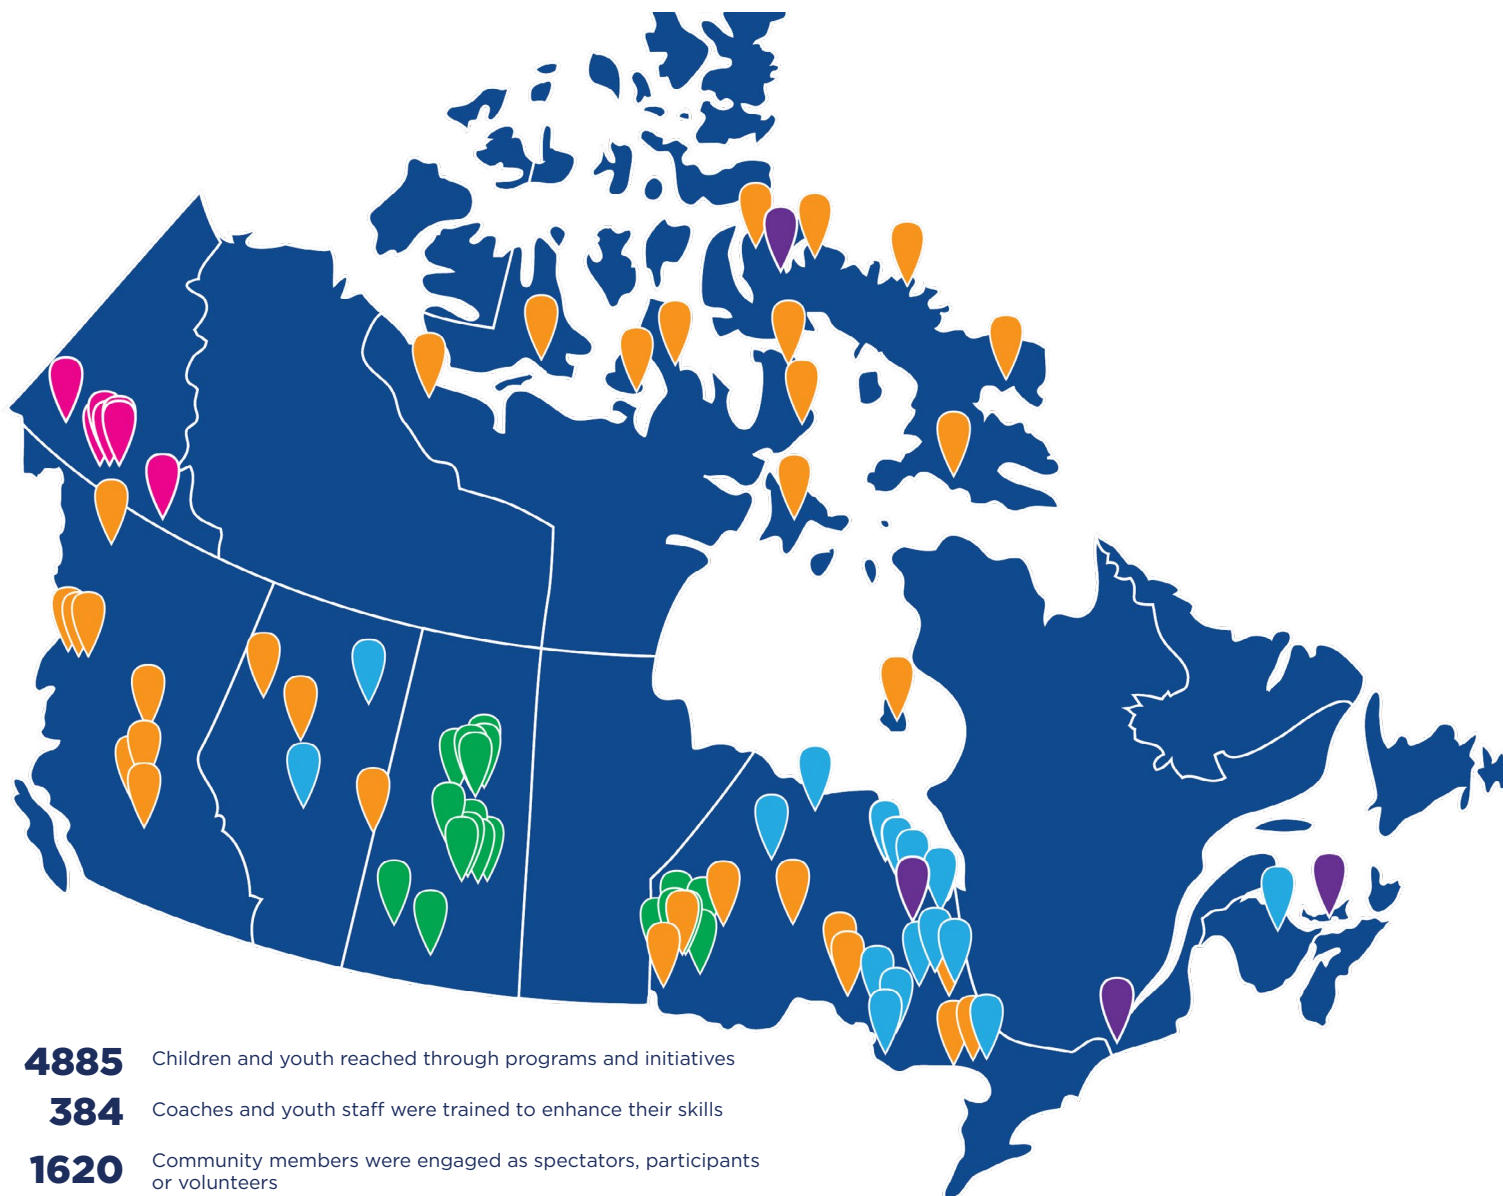 4885 Children and youth reached through programs and initiatives
384 Coaches and youth staff were trained to enhance their skills
1620 Community members were engaged as spectators, participants
or volunteers